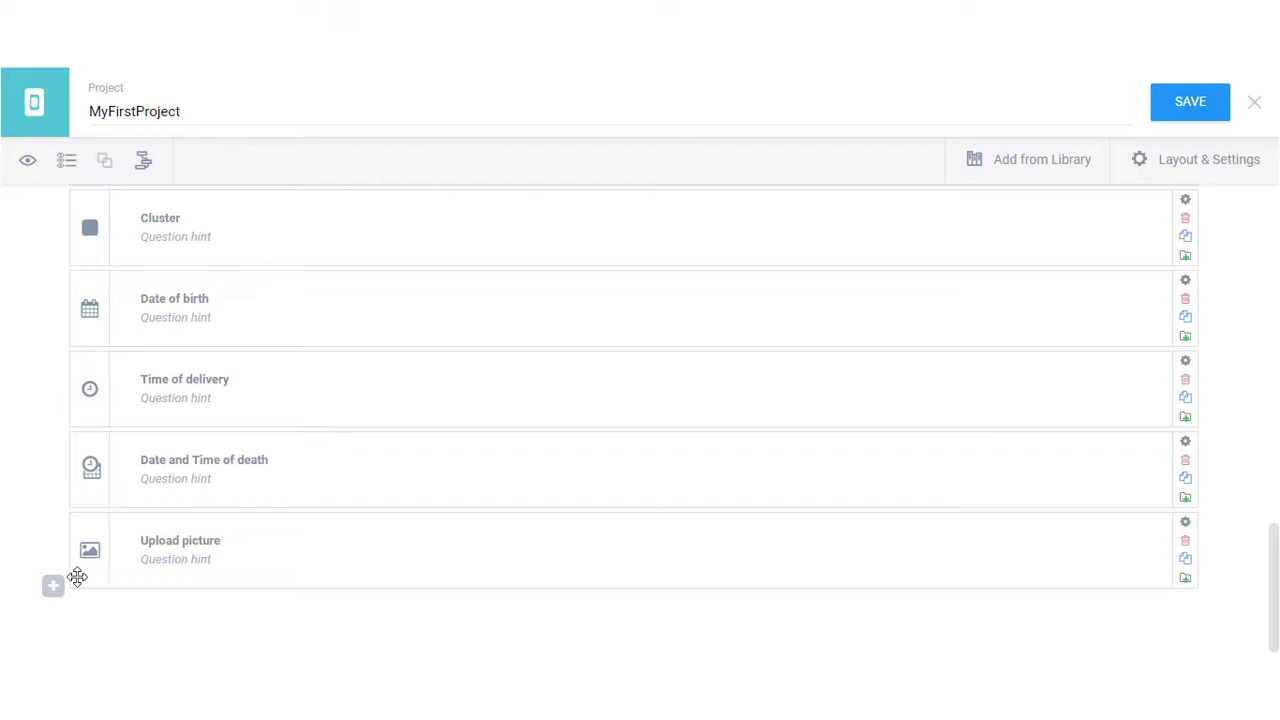 Project
MyFirstProject
SAVE
Add from Library
Layout & Settings
Cluster
Question hint
Date of birth
Question hint
Time of delivery
Question hint
Date and Time of death
Question hint
Upload picture
Question hint